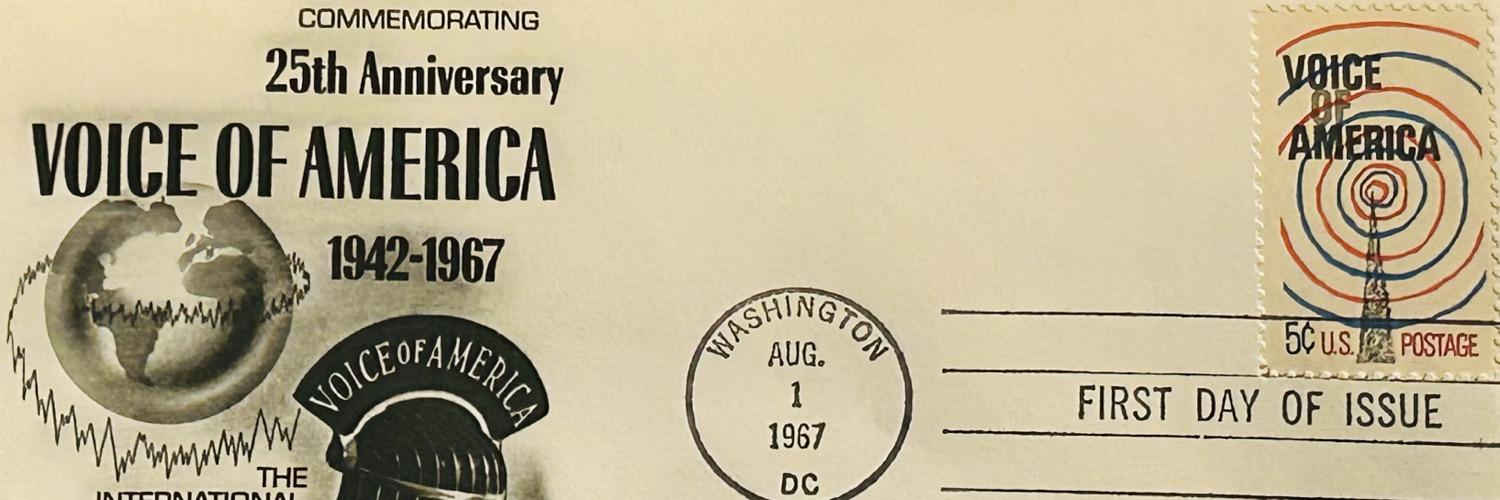 COMMEMORATING
25th Anniversary
VOICE OF AMERICA
1942-1967
VOICE OF AMERICA
THE
INTERNATIONAL
WASHINGTON
AUG.
1
1967
DC
VOICE
OF
AMERICA
5¢ U.S. POSTAGE
FIRST DAY OF ISSUE